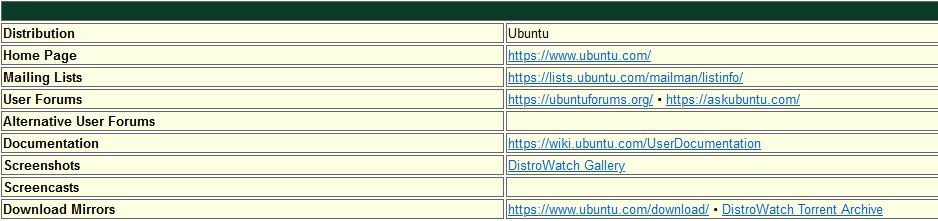 Distribution Ubuntu
Home Page https://www.ubuntu.com/
Mailing Lists https://lists.ubuntu.com/mailman/listinfo/
User Forums https://ubuntuforums.org/ • https://askubuntu.com/
Alternative User Forums
Documentation https://wiki.ubuntu.com/UserDocumentation
Screenshots DistroWatch Gallery
Screencasts
Download Mirrors https://www.ubuntu.com/download/ • DistroWatch Torrent Archive